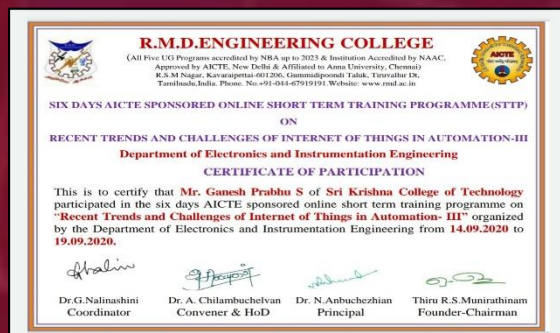 R.M.D.ENGINEERING COLLEGE
(All Five UG Programs accredited by NBA up to 2023 & Institution Accredited by NAAC,
Approved by AICTE, New Delhi & Affiliated to Anna University, Chennai)
R.S.M Nagar, Kavaraipettai-601206, Gummidipoondi Taluk, Tiruvallur Dt,
Tamilnadu,India. Phone. No.+91-044-67919191.Website: www.rmd.ac.in
AICTE
SIX DAYS AICTE SPONSORED ONLINE SHORT TERM TRAINING PROGRAMME(STTP)
ON
RECENT TRENDS AND CHALLENGES OF INTERNET OF THINGS IN AUTOMATION-III
Department of Electronics and Instrumentation Engineering
CERTIFICATE OF PARTICIPATION
This is to certify that Mr. Ganesh Prabhu S of Sri Krishna College of Technology
participated in the six days AICTE sponsored online short term training programme on
“Recent Trends and Challenges of Internet of Things in Automation- III” organized
by the Department of Electronics and Instrumentation Engineering from 14.09.2020 to
19.09.2020.
Dr.G.Nalinashini Dr. A. Chilambuchelvan Dr. N.Anbuchezhian Thiru R.S.Munirathinam
Coordinator Convener & HoD Principal Founder-Chairman